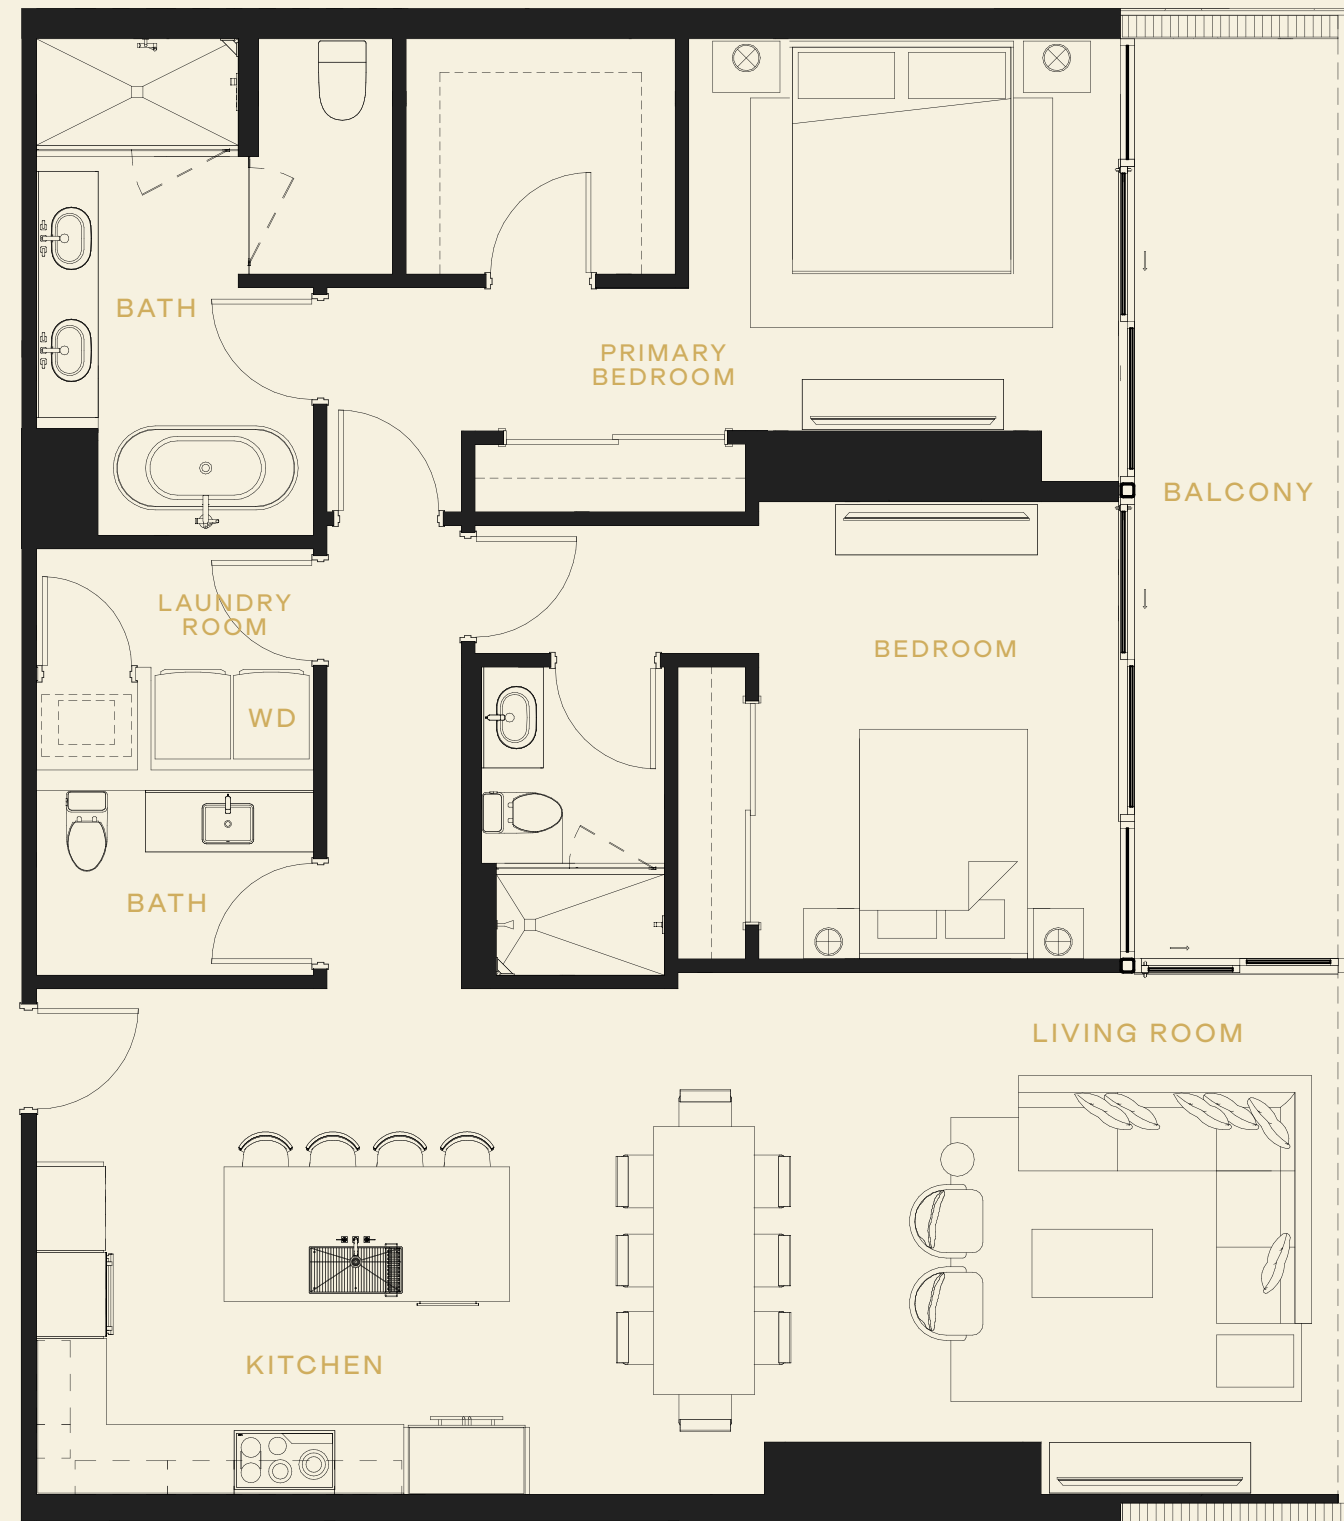 BATH
PRIMARY
BEDROOM
BALCONY
LAUNDRY
ROOM
BEDROOM
WD
BATH
LIVING ROOM
KITCHEN